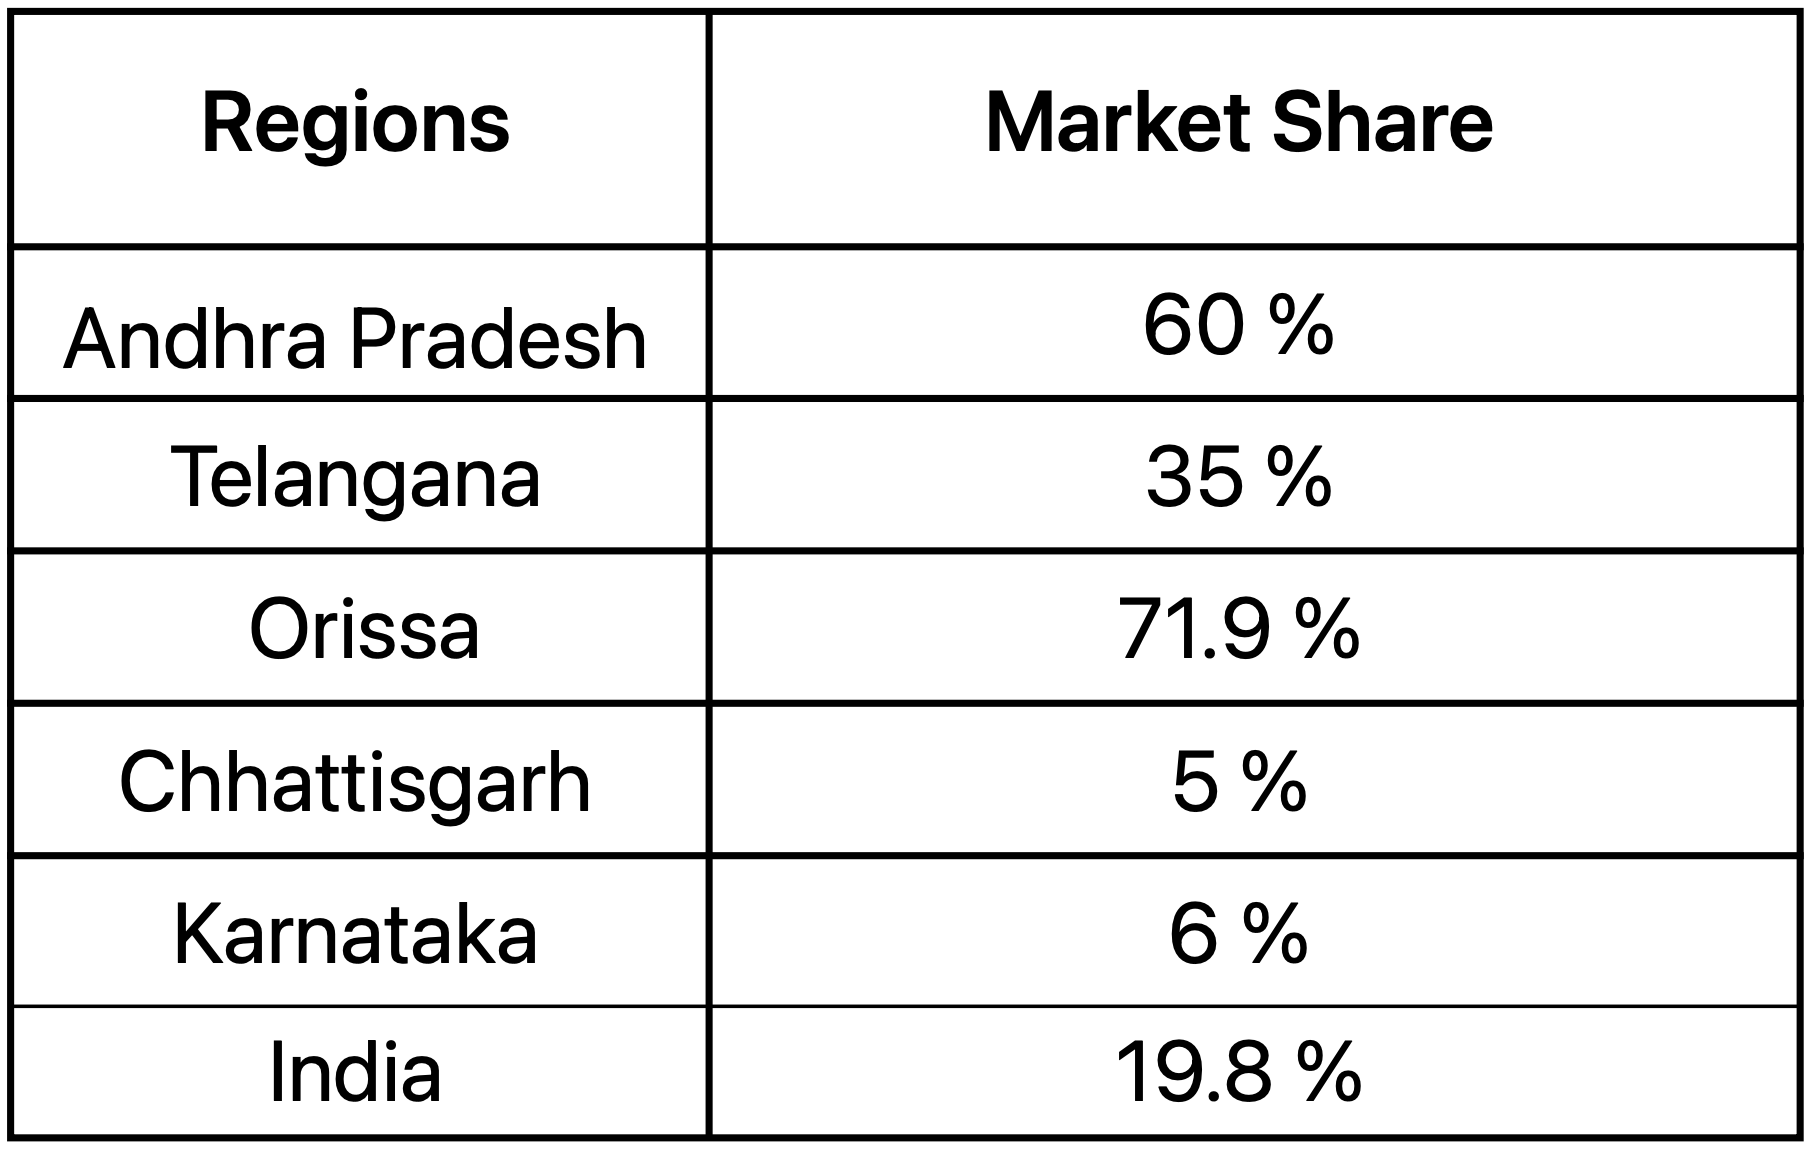 Regions Market Share
Andhra Pradesh 60 %
Telangana 35 %
Orissa 71.9 %
Chhattisgarh 5 %
Karnataka 6 %
India 19.8 %